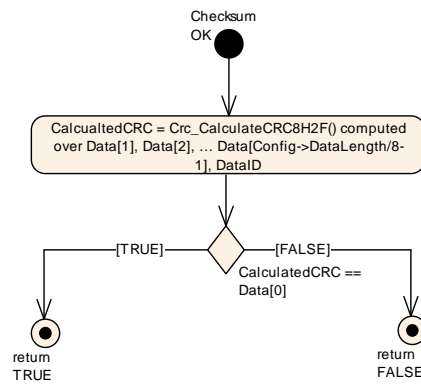 Checksum
OK
CalcualtedCRC = Crc_CalculateCRC8H2F() computed
over Data[1], Data[2], ... Data[Config->DataLength/8-
1], DataID
[TRUE]
[FALSE]
CalculatedCRC ==
Data[0]
return
TRUE
return
FALSE